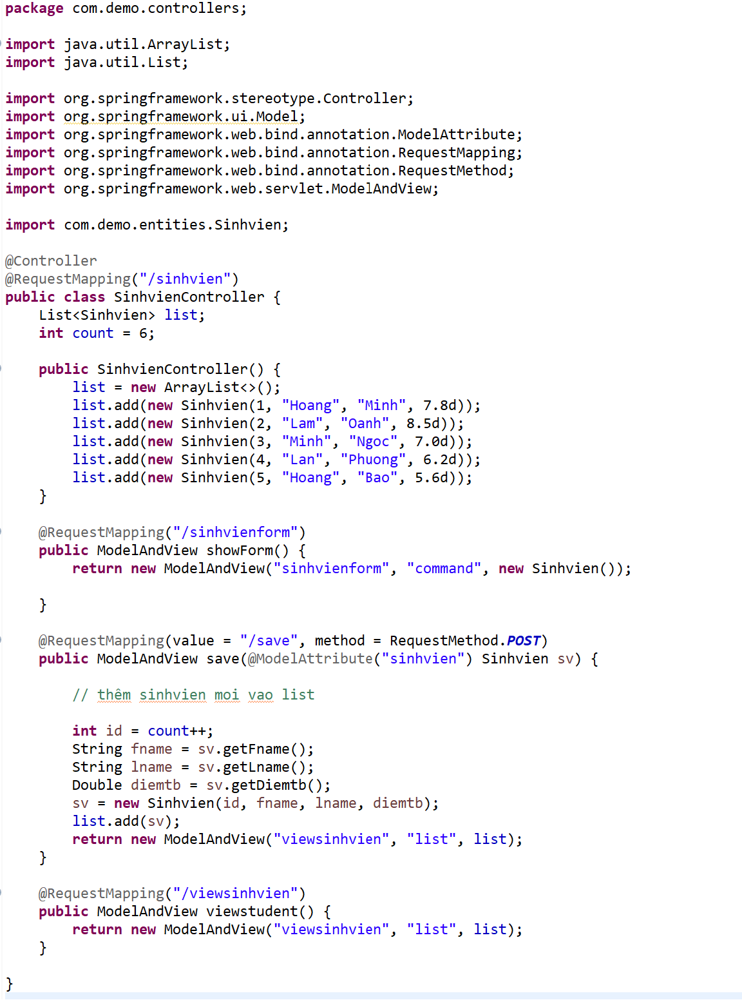 package com.demo.controllers;
import java.util.ArrayList;
import java.util.List;
import org.springframework.stereotype.Controller;
import org.springframework.ui.Model;
import org.springframework.web.bind.annotation.ModelAttribute;
import org.springframework.web.bind.annotation.RequestMapping;
import org.springframework.web.bind.annotation.RequestMethod;
import org.springframework.web.servlet.ModelAndView;
import com.demo.entities.Sinhvien;
@Controller
@RequestMapping("/sinhvien")
public class SinhvienController {
    List<Sinhvien> list;
    int count = 6;
    public SinhvienController() {
        list = new ArrayList<>();
        list.add(new Sinhvien(1, "Hoang", "Minh", 7.8d));
        list.add(new Sinhvien(2, "Lam", "Oanh", 8.5d));
        list.add(new Sinhvien(3, "Minh", "Ngoc", 7.0d));
        list.add(new Sinhvien(4, "Lan", "Phuong", 6.2d));
        list.add(new Sinhvien(5, "Hoang", "Bao", 5.6d));
    }
    @RequestMapping("/sinhvienform")
    public ModelAndView showForm() {
        return new ModelAndView("sinhvienform", "command", new Sinhvien());
    }
    @RequestMapping(value = "/save", method = RequestMethod.POST)
    public ModelAndView save(@ModelAttribute("sinhvien") Sinhvien sv) {
        // thêm sinhvien moi vao list
        int id = count++;
        String fname = sv.getFname();
        String lname = sv.getLname();
        Double diemtb = sv.getDiemtb();
        sv = new Sinhvien(id, fname, lname, diemtb);
        list.add(sv);
        return new ModelAndView("viewsinhvien", "list", list);
    }
    @RequestMapping("/viewsinhvien")
    public ModelAndView viewstudent() {
        return new ModelAndView("viewsinhvien", "list", list);
    }
}